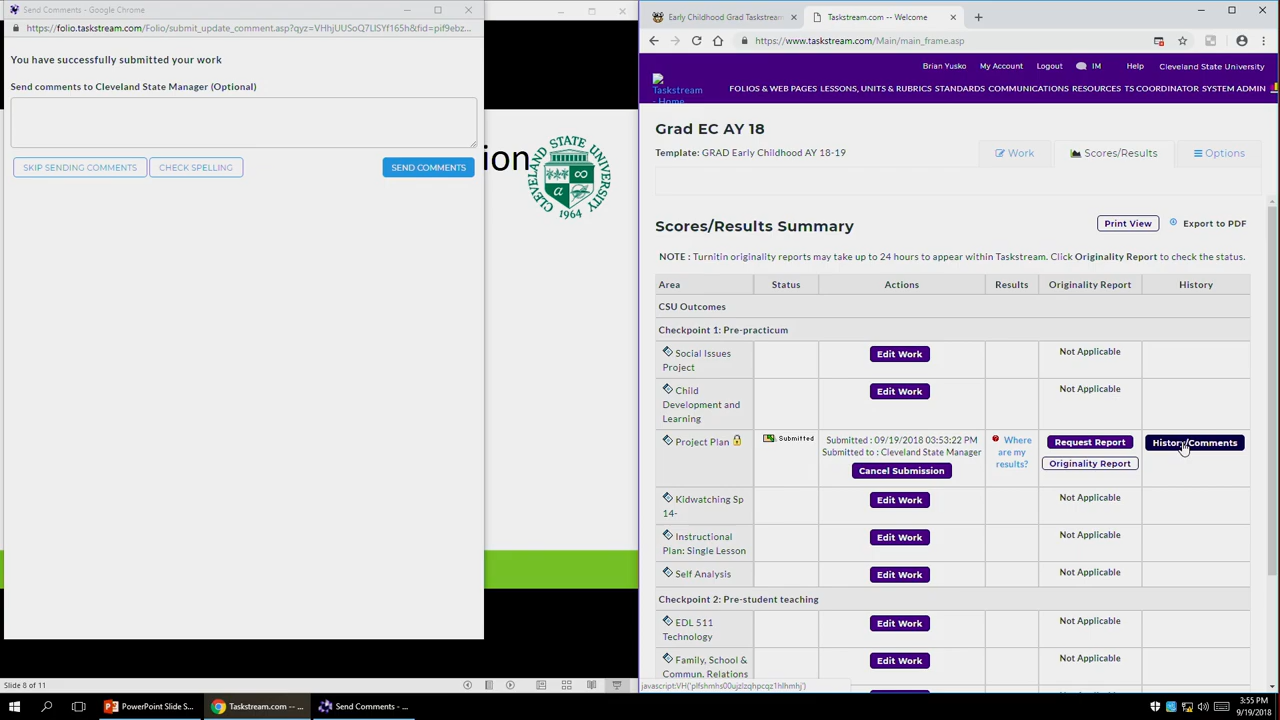 Send Comments - Google Chrome
https://folio.taskstream.com/Folio/submit_update_comment.asp?qyz=VHhjUUSoQ7LISYf165h&fid=pif9ebz...
You have successfully submitted your work
Send comments to Cleveland State Manager (Optional)
SKIP SENDING COMMENTS
CHECK SPELLING
SEND COMMENTS
ion
CLEVELAND STATE UNIVERSITY
1964
Slide 8 of 11
Early Childhood Grad Taskstream
Taskstream.com -- Welcome
https://www.taskstream.com/Main/main_frame.asp
Brian Yusko My Account Logout IM Help Cleveland State University
Taskstream - Home
FOLIOS & WEB PAGES LESSONS, UNITS & RUBRICS STANDARDS COMMUNICATIONS RESOURCES TS COORDINATOR SYSTEM ADMIN
Grad EC AY 18
Template: GRAD Early Childhood AY 18-19
Work
Scores/Results
Options
Scores/Results Summary
Print View
Export to PDF
NOTE : Turnitin originality reports may take up to 24 hours to appear within Taskstream. Click Originality Report to check the status.
Area Status Actions Results Originality Report History
CSU Outcomes
Checkpoint 1: Pre-practicum
Social Issues Project
Edit Work
Not Applicable
Child Development and Learning
Edit Work
Not Applicable
Project Plan
Submitted
Submitted : 09/19/2018 03:53:22 PM
Submitted to : Cleveland State Manager
Cancel Submission
Where are my results?
Request Report
Originality Report
History/Comments
Kidwatching Sp 14-
Edit Work
Not Applicable
Instructional Plan: Single Lesson
Edit Work
Not Applicable
Self Analysis
Edit Work
Not Applicable
Checkpoint 2: Pre-student teaching
EDL 511 Technology
Edit Work
Not Applicable
Family, School & Commun. Relations
Edit Work
Not Applicable
PowerPoint Slide S...
Taskstream.com -- ...
Send Comments - ...
3:55 PM
9/19/2018